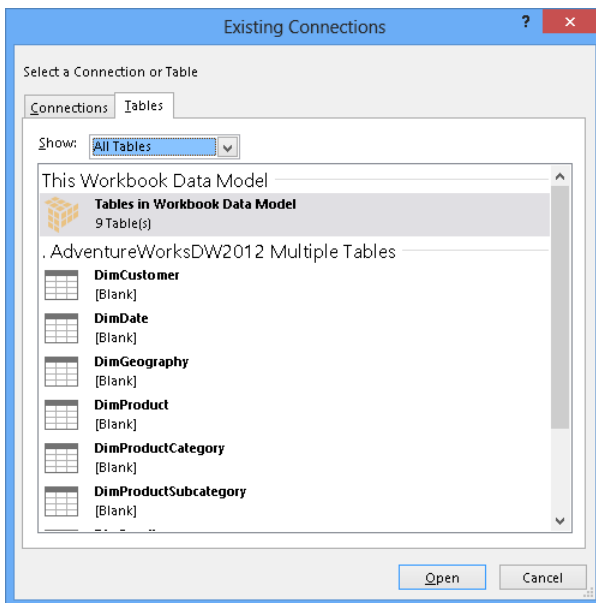 Existing Connections
?
Select a Connection or Table
Connections Tables
Show: All Tables
This Workbook Data Model
Tables in Workbook Data Model
9 Table(s)
. AdventureWorksDW2012 Multiple Tables
DimCustomer
[Blank]
DimDate
[Blank]
DimGeography
[Blank]
DimProduct
[Blank]
DimProductCategory
[Blank]
DimProductSubcategory
[Blank]
Open Cancel